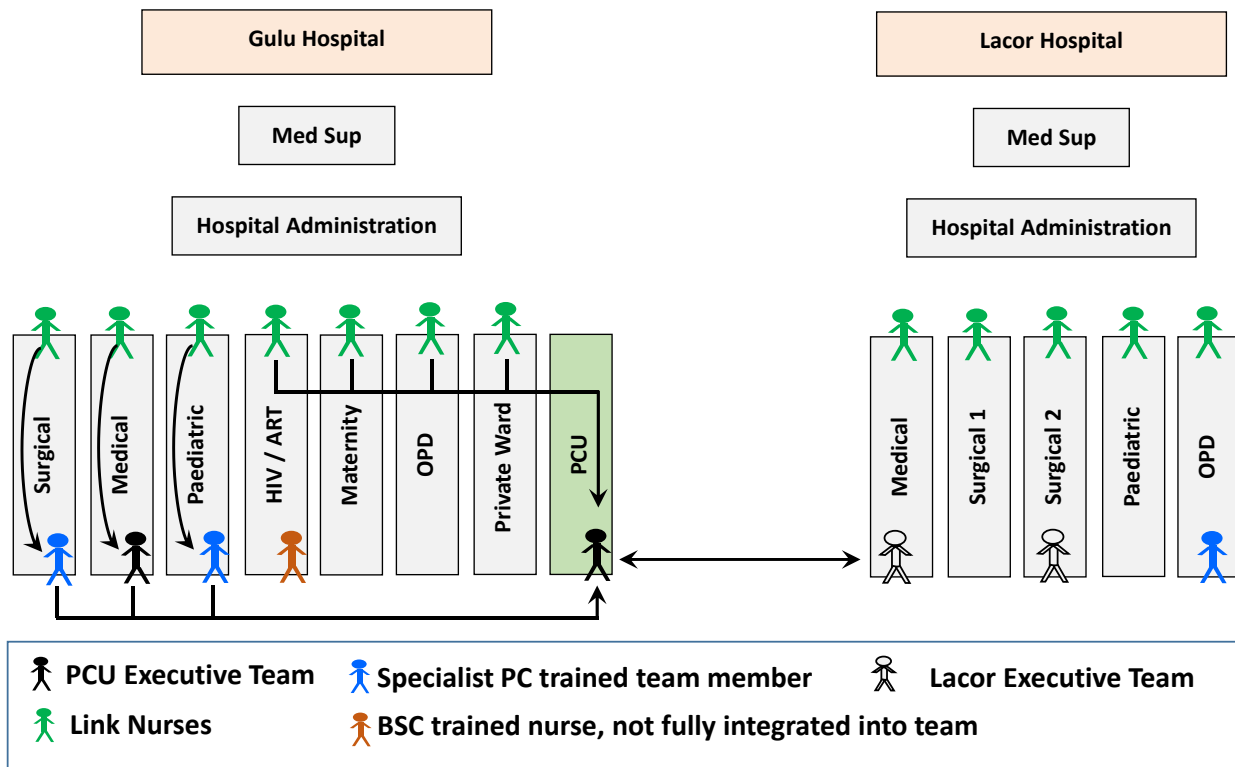 Gulu Hospital
Lacor Hospital
Med Sup
Med Sup
Hospital Administration
Hospital Administration
Surgical
Medical
Paediatric
HIV / ART
Maternity
OPD
Private Ward
PCU
Medical
Surgical 1
Surgical 2
Paediatric
OPD
PCU Executive Team
Specialist PC trained team member
Lacor Executive Team
Link Nurses
BSC trained nurse, not fully integrated into team